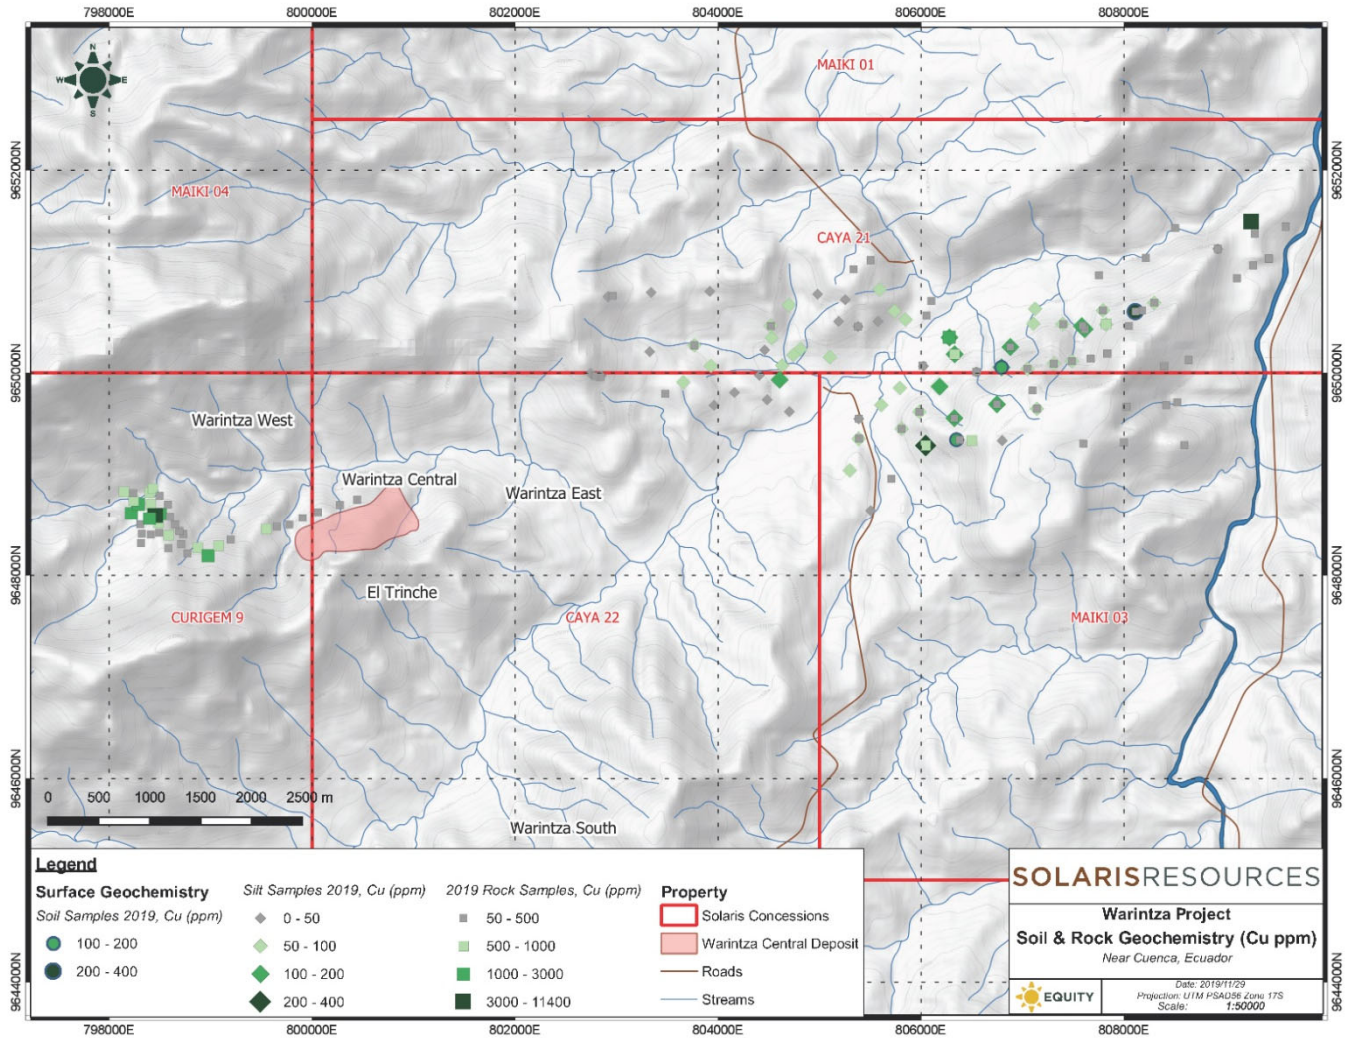 798000E 800000E 802000E 804000E 806000E 808000E
N
W E
S
MAIKI 01
9652000N 9652000N
MAIKI 04
CAYA 21
9650000N 9650000N
Warintza West
Warintza Central
Warintza East
9648000N 9648000N
El Trinche
CURIGEM 9
CAYA 22
MAIKI 03
9646000N 9646000N
0 500 1000 1500 2000 2500 m
Warintza South
Legend
Surface Geochemistry
Soil Samples 2019, Cu (ppm)
100 - 200
200 - 400
Silt Samples 2019, Cu (ppm)
0 - 50
50 - 100
100 - 200
200 - 400
2019 Rock Samples, Cu (ppm)
50 - 500
500 - 1000
1000 - 3000
3000 - 11400
Property
Solaris Concessions
Warintza Central Deposit
Roads
Streams
SOLARISRESOURCES
Warintza Project
Soil & Rock Geochemistry (Cu ppm)
Near Cuenca, Ecuador
EQUITY
Date: 2019/11/29
Projection: UTM PSAD56 Zone 17S
Scale: 1:50000
9644000N 9644000N
798000E 800000E 802000E 804000E 806000E 808000E